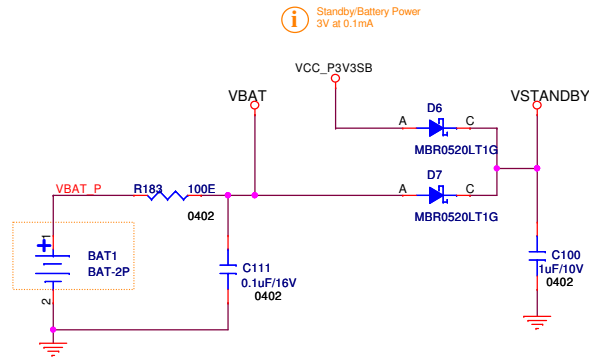 i
Standby/Battery Power
3V at 0.1mA
VCC_P3V3SB
VBAT
VSTANDBY
D6
A
C
MBR0520LT1G
D7
A
C
MBR0520LT1G
VBAT_P
R183
100E
0402
1
+
BAT1
BAT-2P
2
C111
0.1uF/16V
0402
C100
1uF/10V
0402